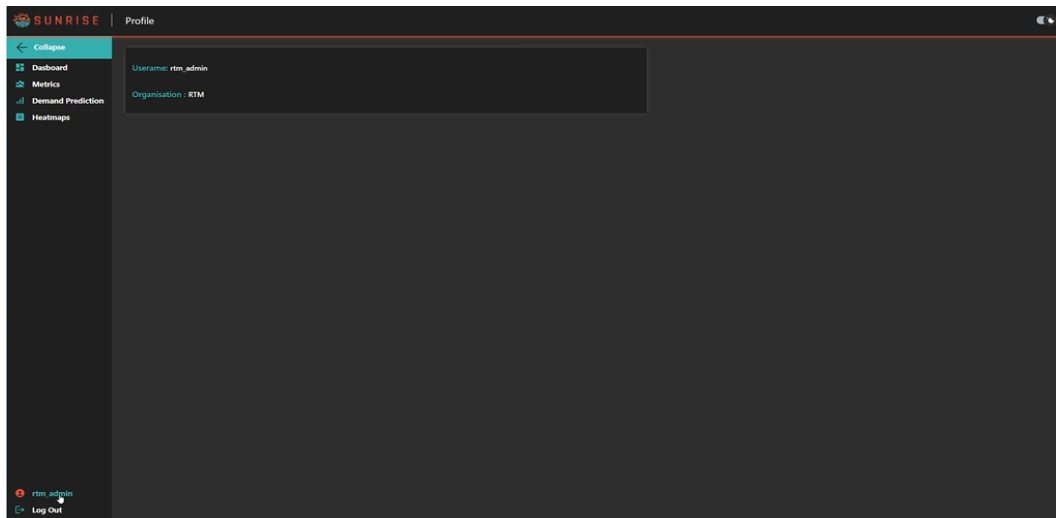 SUNRISE
Profile
Collapse
Dasboard
Metrics
Demand Prediction
Heatmaps
Userame: rtm_admin
Organisation : RTM
rtm_admin
Log Out